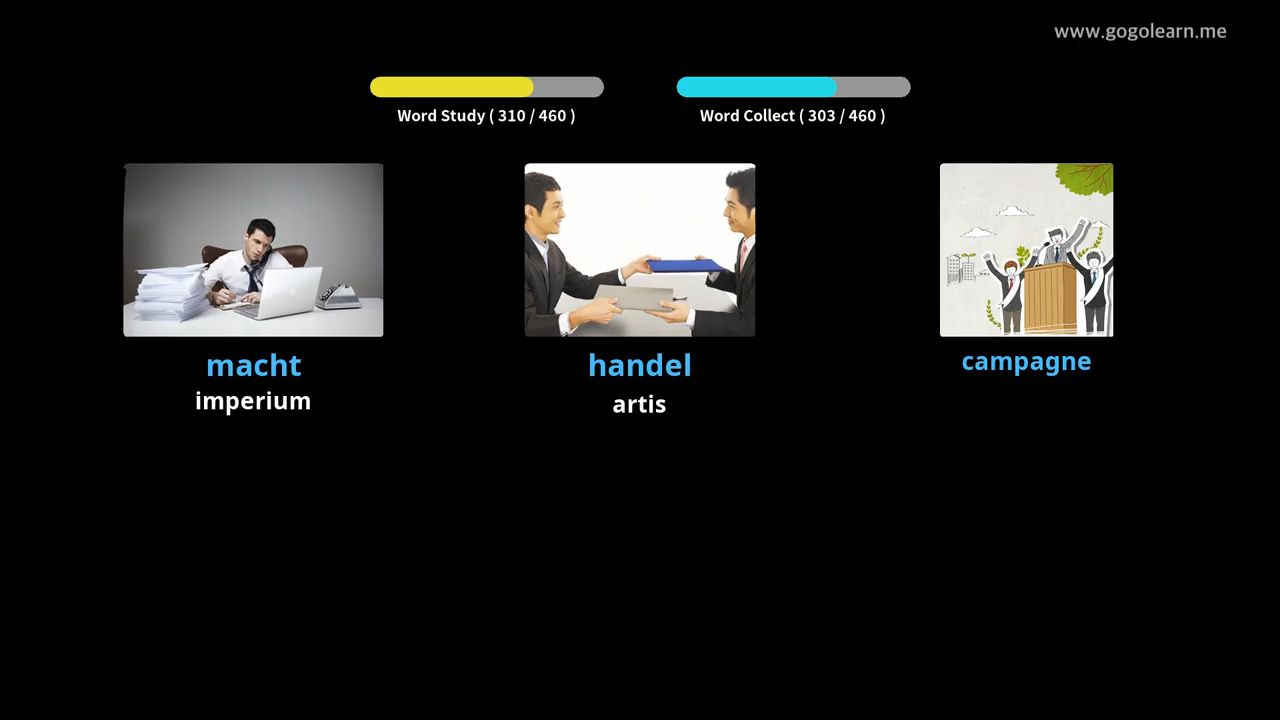 www.gogolearn.me
Word Study ( 310 / 460 )
Word Collect ( 303 / 460 )
macht
imperium
handel
artis
campagne